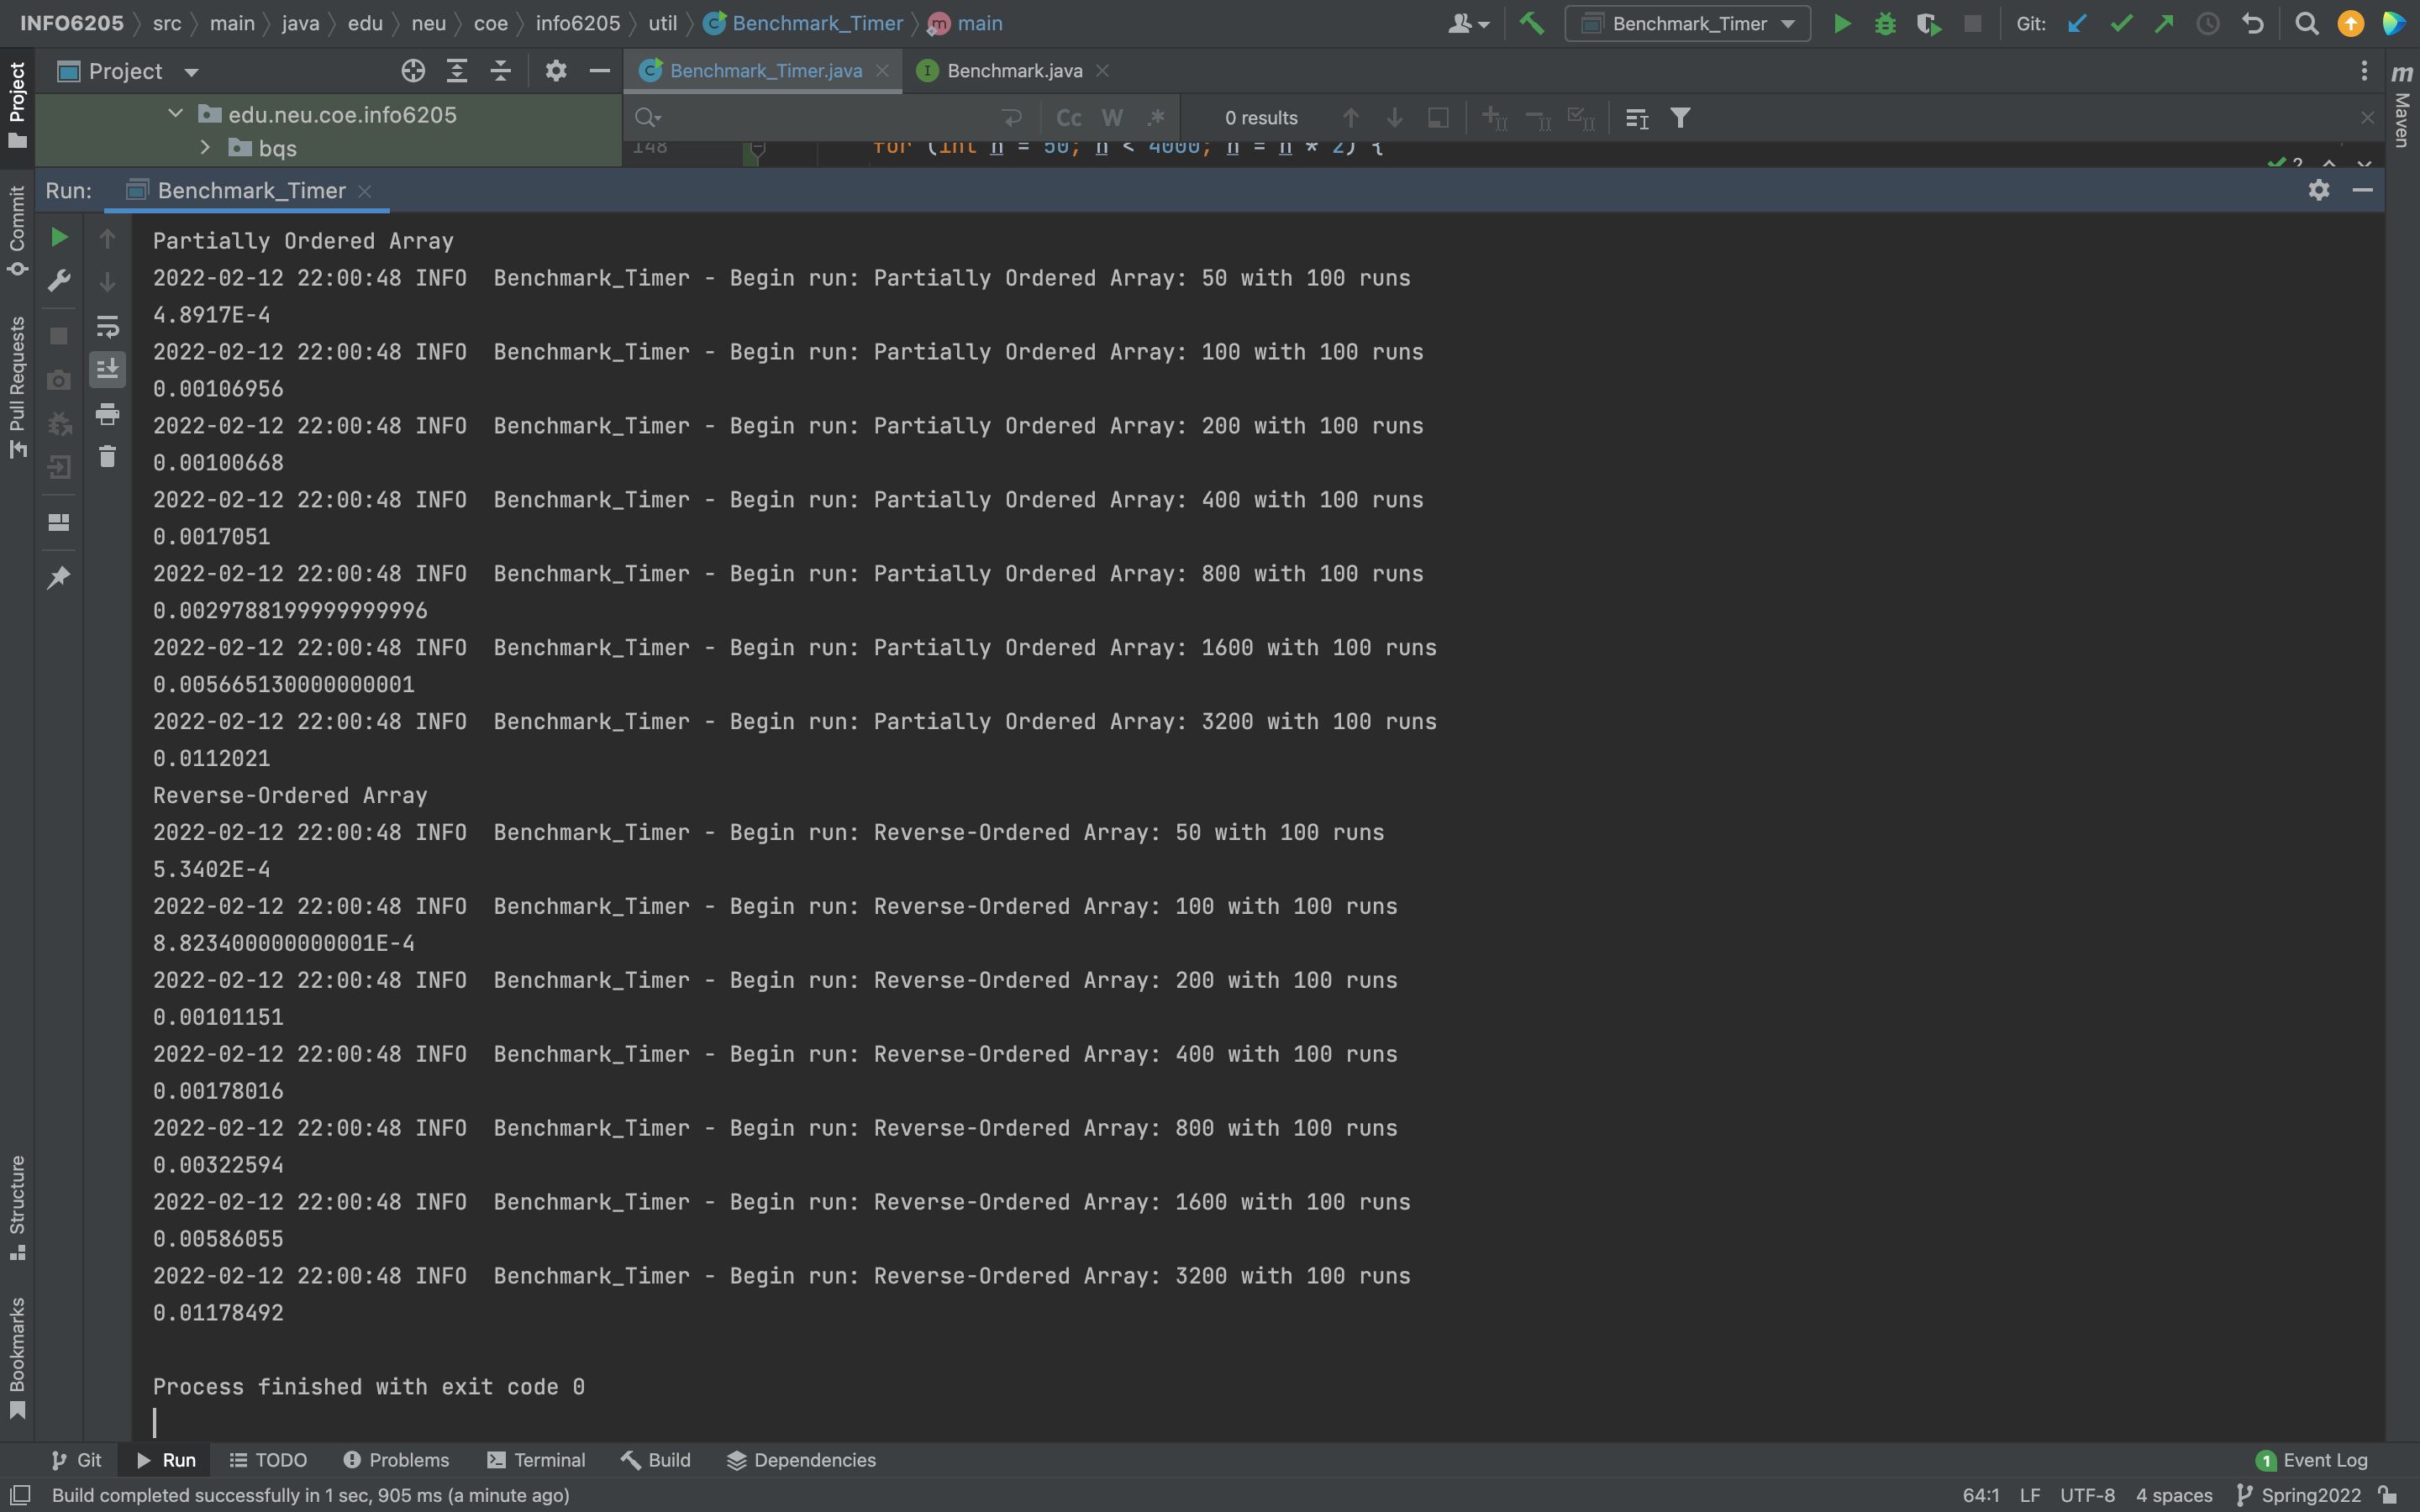 INFO6205 src main java edu neu coe info6205 util Benchmark_Timer main
Benchmark_Timer
Git:
Project
Benchmark_Timer.java
Benchmark.java
edu.neu.coe.info6205
bqs
Cc W .*
0 results
148 for (int n = 50; n < 4000; n = n * 2) {
2
Run: Benchmark_Timer
Partially Ordered Array
2022-02-12 22:00:48 INFO  Benchmark_Timer - Begin run: Partially Ordered Array: 50 with 100 runs
4.8917E-4
2022-02-12 22:00:48 INFO  Benchmark_Timer - Begin run: Partially Ordered Array: 100 with 100 runs
0.00106956
2022-02-12 22:00:48 INFO  Benchmark_Timer - Begin run: Partially Ordered Array: 200 with 100 runs
0.00100668
2022-02-12 22:00:48 INFO  Benchmark_Timer - Begin run: Partially Ordered Array: 400 with 100 runs
0.0017051
2022-02-12 22:00:48 INFO  Benchmark_Timer - Begin run: Partially Ordered Array: 800 with 100 runs
0.0029788199999999996
2022-02-12 22:00:48 INFO  Benchmark_Timer - Begin run: Partially Ordered Array: 1600 with 100 runs
0.005665130000000001
2022-02-12 22:00:48 INFO  Benchmark_Timer - Begin run: Partially Ordered Array: 3200 with 100 runs
0.0112021
Reverse-Ordered Array
2022-02-12 22:00:48 INFO  Benchmark_Timer - Begin run: Reverse-Ordered Array: 50 with 100 runs
5.3402E-4
2022-02-12 22:00:48 INFO  Benchmark_Timer - Begin run: Reverse-Ordered Array: 100 with 100 runs
8.823400000000001E-4
2022-02-12 22:00:48 INFO  Benchmark_Timer - Begin run: Reverse-Ordered Array: 200 with 100 runs
0.00101151
2022-02-12 22:00:48 INFO  Benchmark_Timer - Begin run: Reverse-Ordered Array: 400 with 100 runs
0.00178016
2022-02-12 22:00:48 INFO  Benchmark_Timer - Begin run: Reverse-Ordered Array: 800 with 100 runs
0.00322594
2022-02-12 22:00:48 INFO  Benchmark_Timer - Begin run: Reverse-Ordered Array: 1600 with 100 runs
0.00586055
2022-02-12 22:00:48 INFO  Benchmark_Timer - Begin run: Reverse-Ordered Array: 3200 with 100 runs
0.01178492
Process finished with exit code 0
Project
Commit
Pull Requests
Structure
Bookmarks
m Maven
Git Run TODO Problems Terminal Build Dependencies
1 Event Log
Build completed successfully in 1 sec, 905 ms (a minute ago)
64:1 LF UTF-8 4 spaces Spring2022